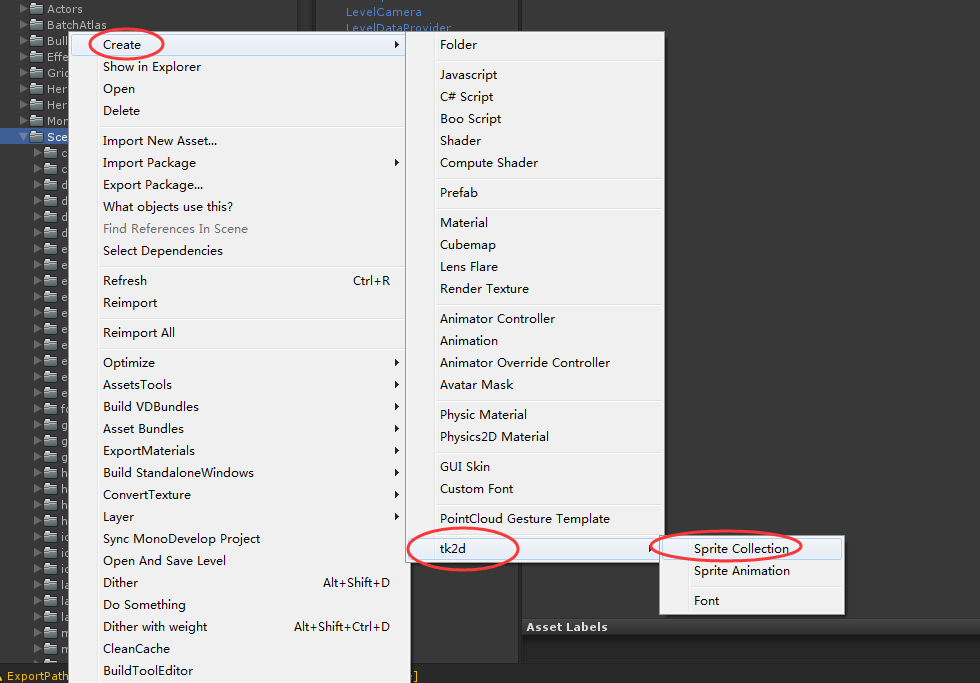 Actors
BatchAtlas
LevelCamera
LevelDataProvider
Bull
Effe
Grid
Her
Her
Mon
Sce
Create
Show in Explorer
Open
Delete
Import New Asset...
Import Package
Export Package...
What objects use this?
Find References In Scene
Select Dependencies
Refresh Ctrl+R
Reimport
Reimport All
Optimize
AssetsTools
Build VDBundles
Asset Bundles
ExportMaterials
Build StandaloneWindows
ConvertTexture
Layer
Sync MonoDevelop Project
Open And Save Level
Dither Alt+Shift+D
Do Something
Dither with weight Alt+Shift+Ctrl+D
CleanCache
BuildToolEditor
Folder
Javascript
C# Script
Boo Script
Shader
Compute Shader
Prefab
Material
Cubemap
Lens Flare
Render Texture
Animator Controller
Animation
Animator Override Controller
Avatar Mask
Physic Material
Physics2D Material
GUI Skin
Custom Font
PointCloud Gesture Template
tk2d
Sprite Collection
Sprite Animation
Font
Asset Labels
ExportPath
]